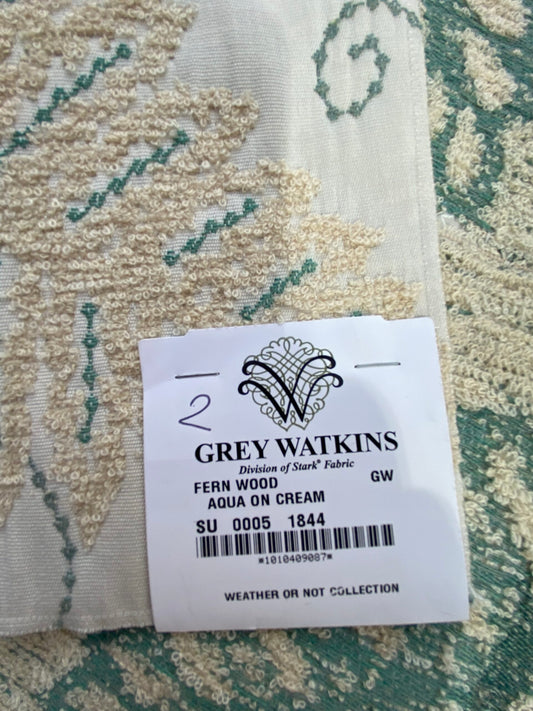 2
W
GREY WATKINS
Division of Stark® Fabric
FERN WOOD GW
AQUA ON CREAM
SU 0005 1844
*1010409087*
WEATHER OR NOT COLLECTION